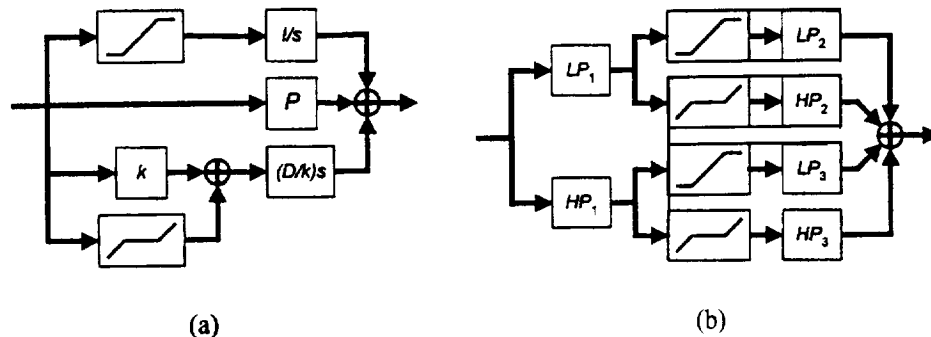 I/s
P
k
(D/k)s
(a)
LP₁
HP₁
LP₂
HP₂
LP₃
HP₃
(b)